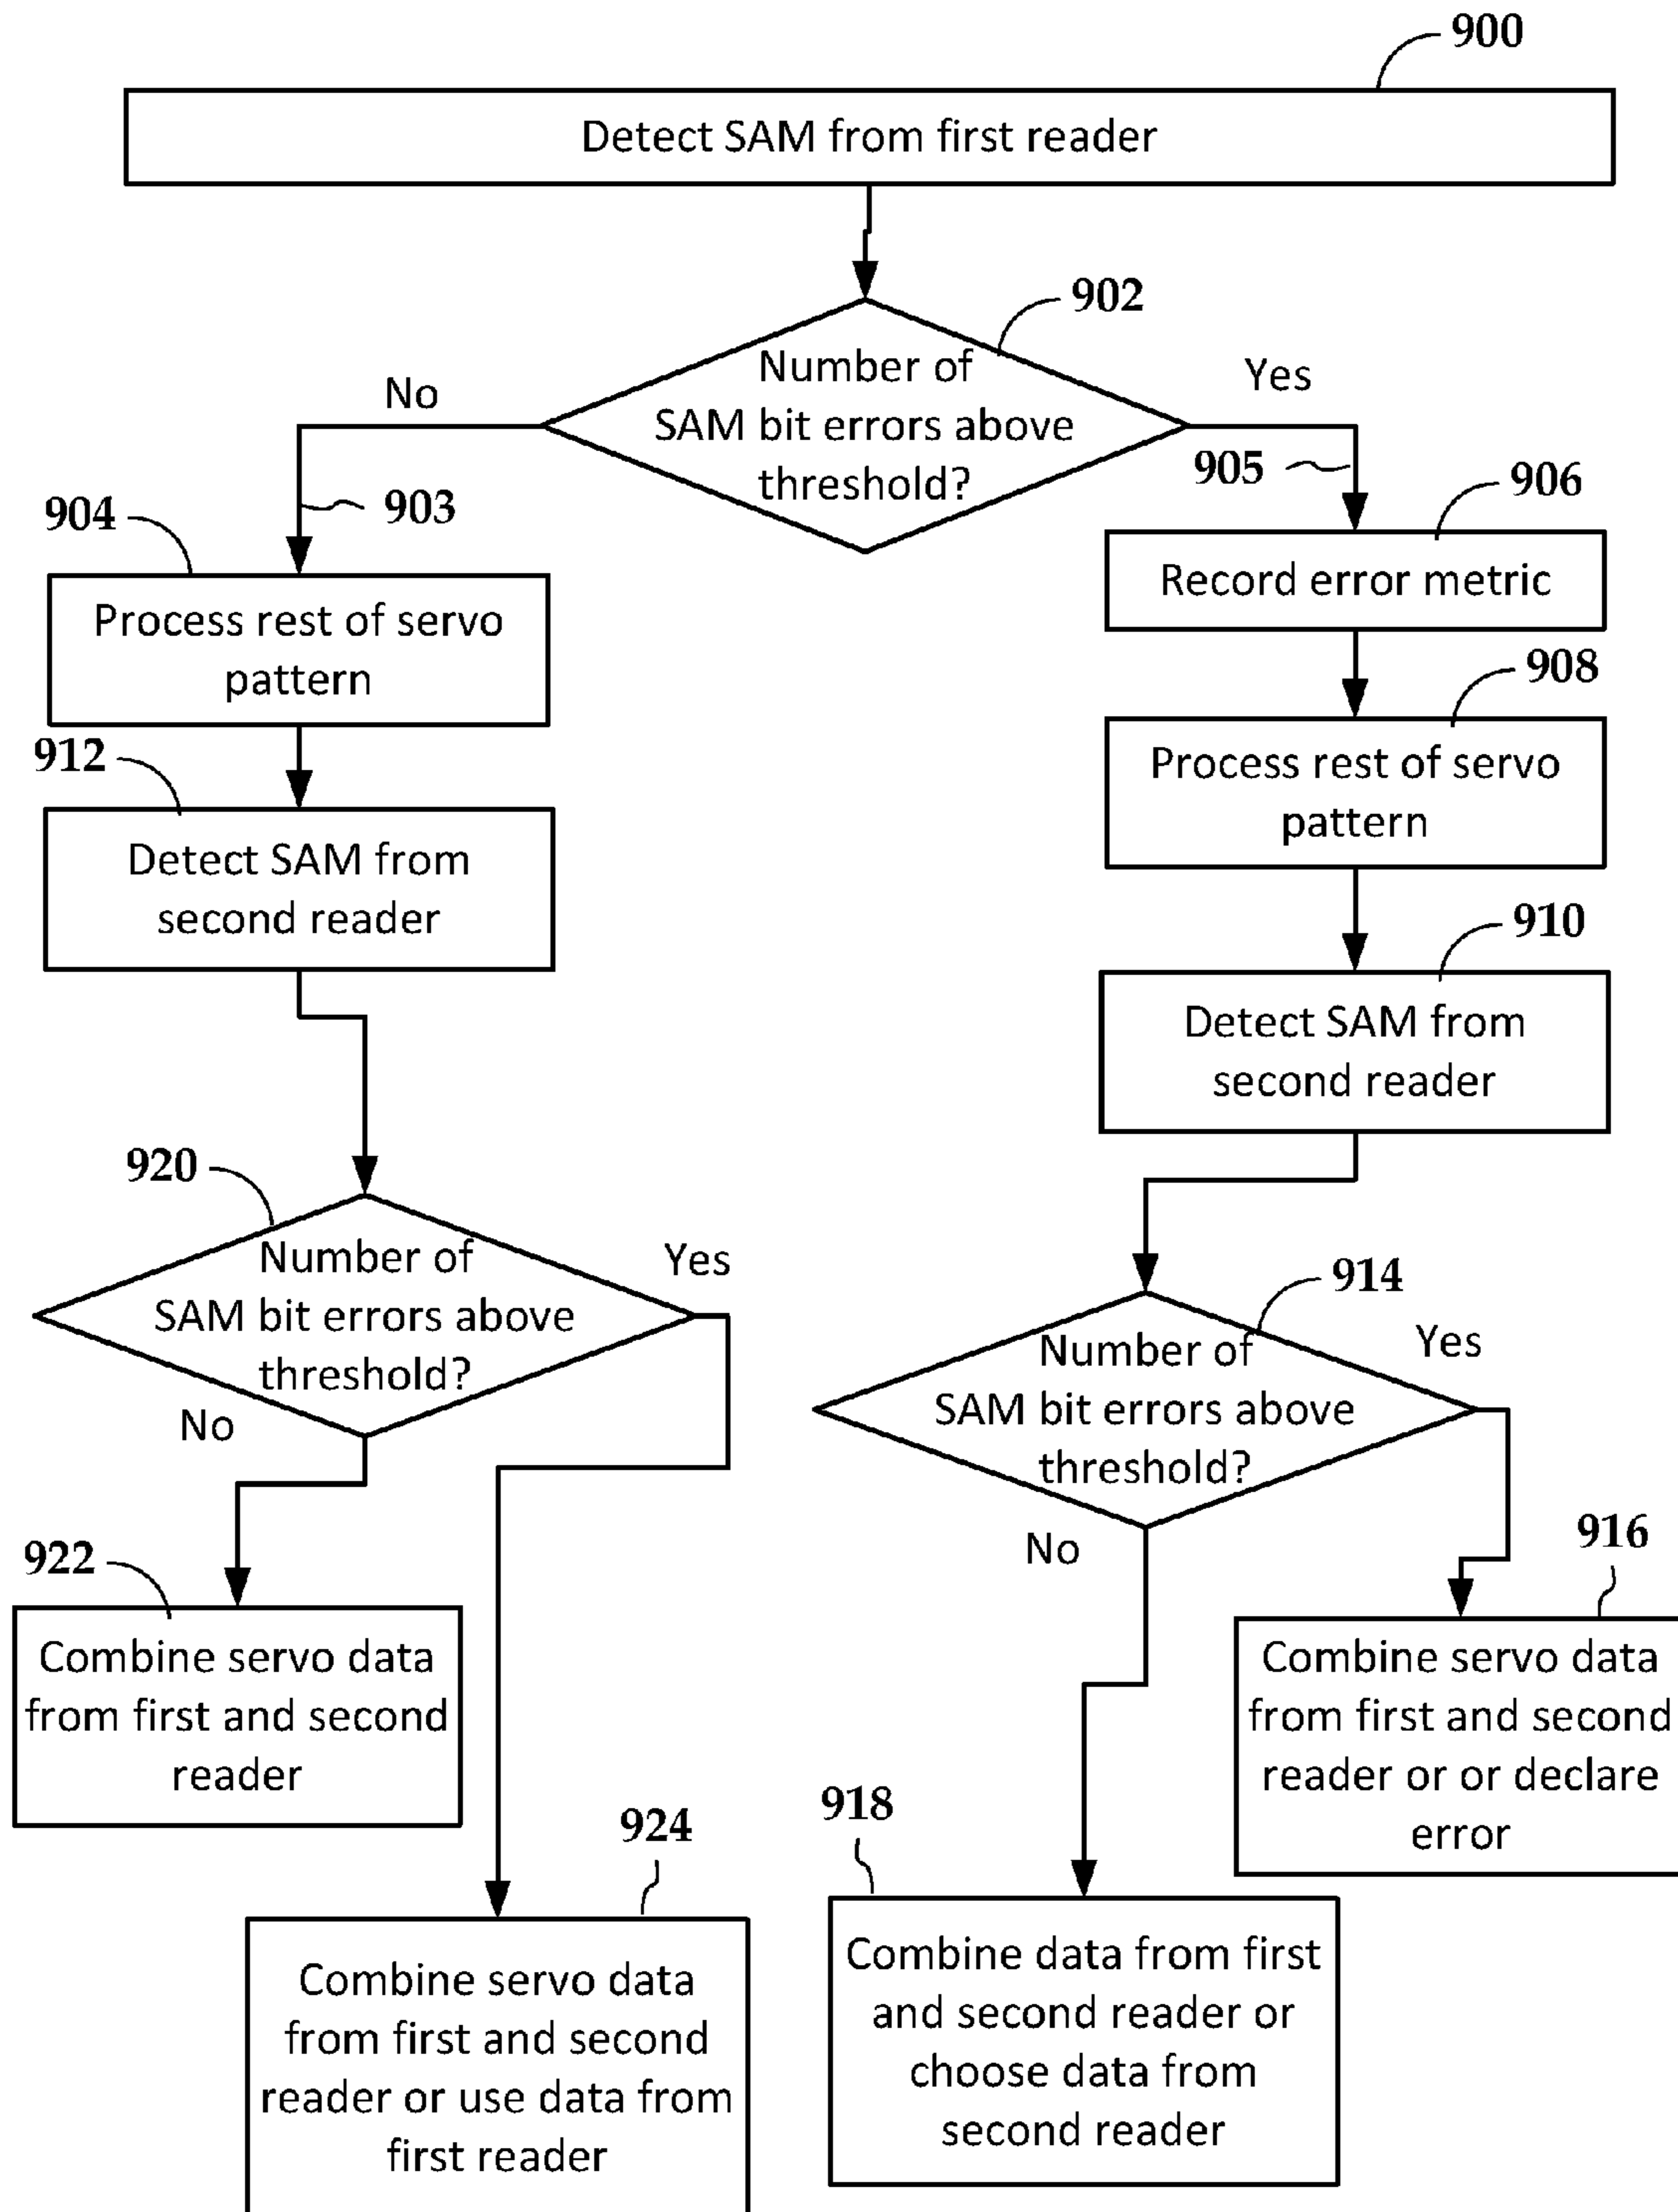 900
Detect SAM from first reader
902
Number of
SAM bit errors above
threshold?
No
Yes
903
905
904
Process rest of servo
pattern
906
Record error metric
908
Process rest of servo
pattern
912
Detect SAM from
second reader
910
Detect SAM from
second reader
920
Number of
SAM bit errors above
threshold?
Yes
No
914
Number of
SAM bit errors above
threshold?
Yes
No
922
Combine servo data
from first and second
reader
916
Combine servo data
from first and second
reader or or declare
error
924
Combine servo data
from first and second
reader or use data from
first reader
918
Combine data from first
and second reader or
choose data from
second reader